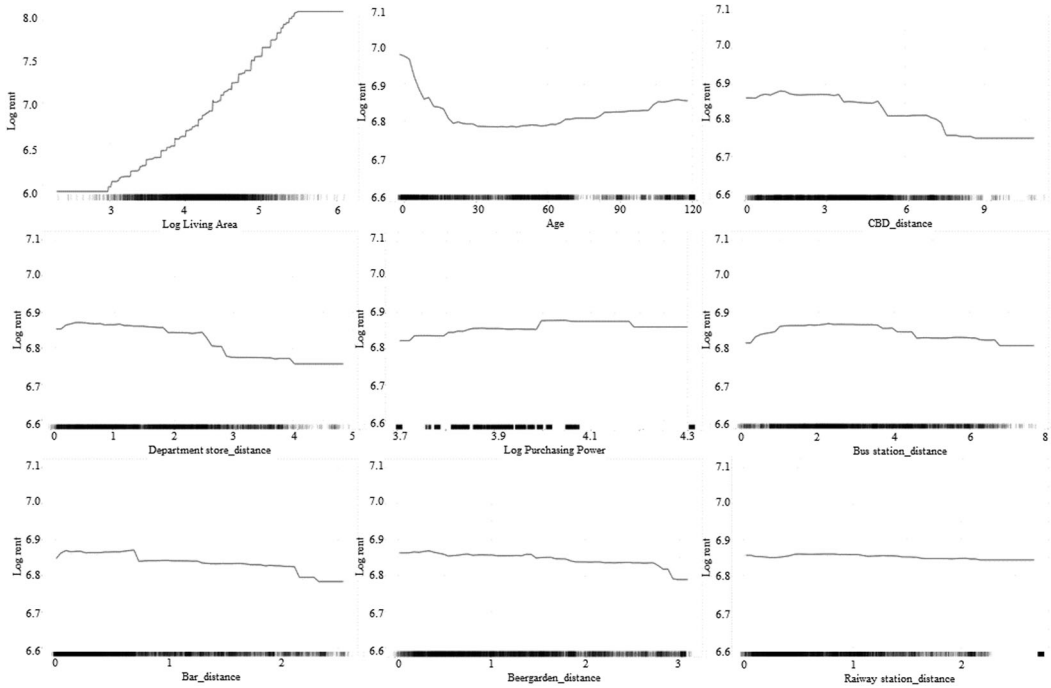 8.0
7.5
7.0
7.5
6.0
Log rent
3 4 5 6
Log Living Area
7.1
7.0
6.9
6.8
6.7
6.6
Log rent
0 30 60 90 120
Age
7.1
7.0
6.9
6.8
6.7
6.6
Log rent
0 3 6 9
CBD_distance
7.1
7.0
6.9
6.8
6.7
6.6
Log rent
0 1 2 3 4 5
Department store_distance
7.1
7.0
6.9
6.8
6.7
6.6
Log rent
3.7 3.9 4.1 4.3
Log Purchasing Power
7.1
7.0
6.9
6.8
6.7
6.6
Log rent
0 2 4 6 8
Bus station_distance
7.1
7.0
6.9
6.8
6.7
6.6
Log rent
0 1 2
Bar_distance
7.1
7.0
6.9
6.8
6.7
6.6
Log rent
0 1 2 3
Beergarden_distance
7.1
7.0
6.9
6.8
6.7
6.6
Log rent
0 1 2
Raiway station_distance